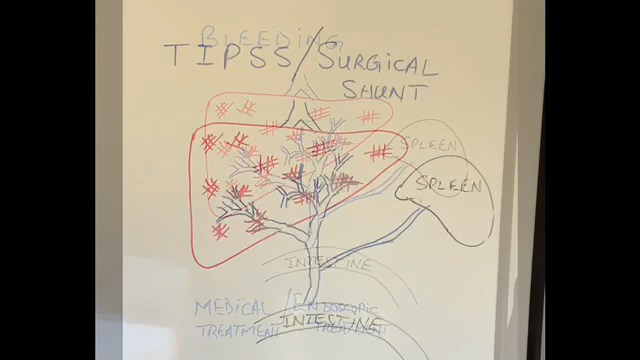 BLEEDING
TIPSS/SURGICAL
SHUNT
SPLEEN
SPLEEN
INTESTINE
MEDICAL / ENDOSCOPIC
TREATMENT TREATMENT
INTESTINE